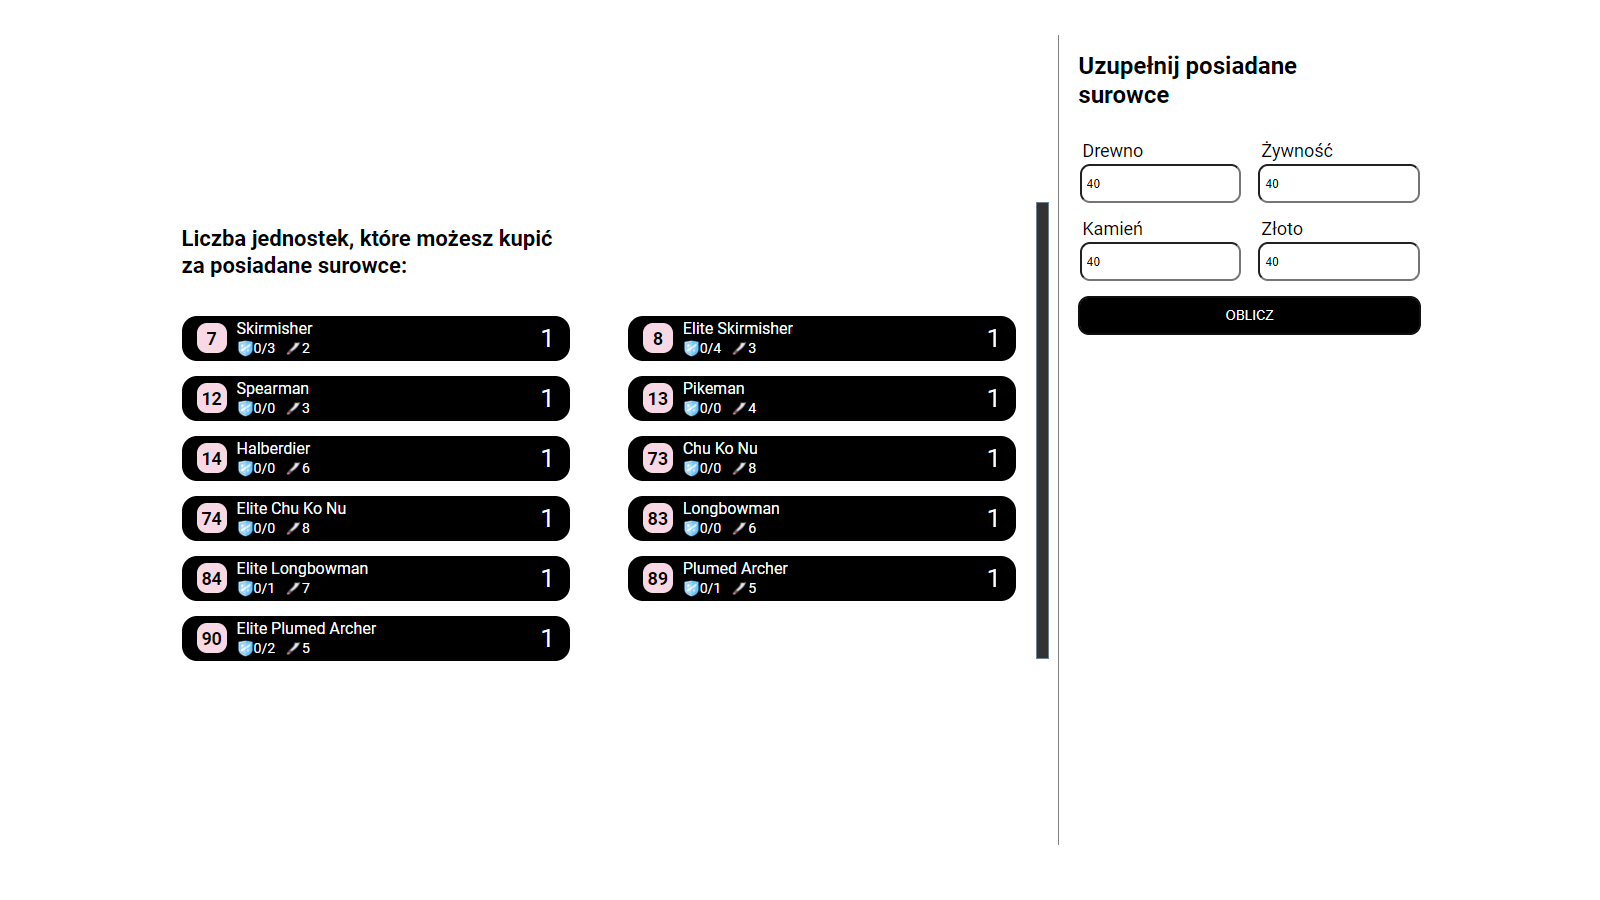 Liczba jednostek, które możesz kupić
za posiadane surowce:
7 Skirmisher 1
0/3 2
8 Elite Skirmisher 1
0/4 3
12 Spearman 1
0/0 3
13 Pikeman 1
0/0 4
14 Halberdier 1
0/0 6
73 Chu Ko Nu 1
0/0 8
74 Elite Chu Ko Nu 1
0/0 8
83 Longbowman 1
0/0 6
84 Elite Longbowman 1
0/1 7
89 Plumed Archer 1
0/1 5
90 Elite Plumed Archer 1
0/2 5
Uzupełnij posiadane
surowce
Drewno
40
Żywność
40
Kamień
40
Złoto
40
OBLICZ